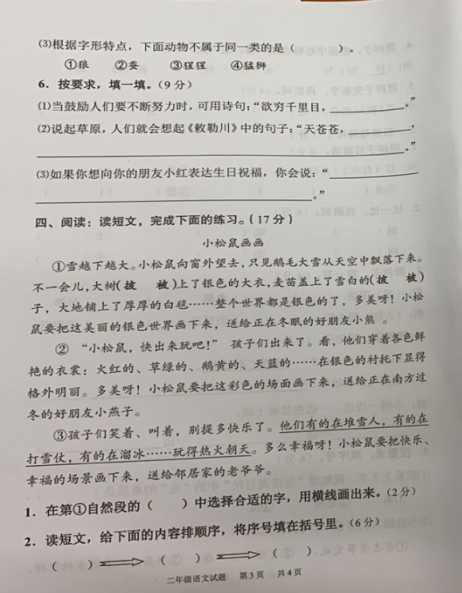 ⑶根据字形特点，下面动物不属于同一类的是（　　）。
①狼　②蚕　③猩猩　④猛狮
6．按要求，填一填。（9分）
⑴当鼓励人们要不断努力时，可用诗句：“欲穷千里目，＿＿＿＿＿。”
⑵说起草原，人们就会想起《敕勒川》中的句子：“天苍苍，＿＿＿＿＿，
＿＿＿＿＿＿＿＿＿＿＿＿＿＿＿＿＿＿＿＿＿＿＿＿。”
⑶如果你想向你的朋友小红表达生日祝福，你会说：“＿＿＿＿＿＿
＿＿＿＿＿＿＿＿＿＿＿＿＿＿＿＿＿＿。”
四、阅读：读短文，完成下面的练习。（17分）
小松鼠画画
①雪越下越大。小松鼠向窗外望去，只见鹅毛大雪从天空中飘落下来。
不一会儿，大树(披　被)上了银色的大衣，麦苗盖上了雪白的(披　被)
子，大地铺上了厚厚的白毯……整个世界都是银色的了，多美呀！小松
鼠要把这美丽的银色世界画下来，送给正在冬眠的好朋友小熊。
②　“小松鼠，快出来玩吧！”　孩子们出来了。看，他们穿着各色鲜
艳的衣裳：火红的、草绿的、鹅黄的、天蓝的……在银色的衬托下显得
格外明丽。多美呀！小松鼠要把这彩色的场面画下来，送给正在南方过
冬的好朋友小燕子。
③孩子们笑着、叫着，别提多快乐了。他们有的在堆雪人，有的在
打雪仗，有的在溜冰……玩得热火朝天。多么幸福呀！小松鼠要把快乐、
幸福的场景画下来，送给邻居家的老爷爷。
1．在第①自然段的（　　）中选择合适的字，用横线画出来。（2分）
2．读短文，给下面的内容排顺序，将序号填在括号里。（6分）
（　　）⇒（　　）⇒（　　）
二年级语文试题　第3页　共4页